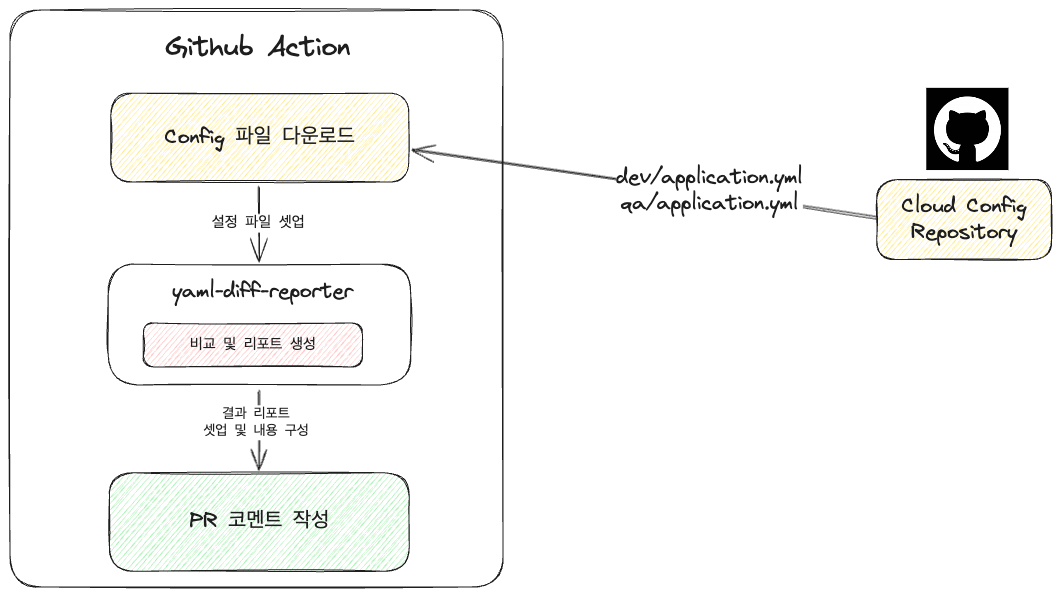 Github Action
Config 파일 다운로드
dev/application.yml
qa/application.yml
Cloud Config
Repository
설정 파일 셋업
yaml-diff-reporter
비교 및 리포트 생성
결과 리포트
셋업 및 내용 구성
PR 코멘트 작성